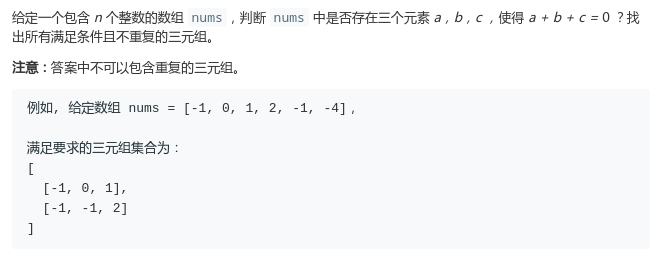 给定一个包含 n 个整数的数组 nums，判断 nums 中是否存在三个元素 a，b，c ，使得 a + b + c = 0 ？找
出所有满足条件且不重复的三元组。
注意：答案中不可以包含重复的三元组。
例如, 给定数组 nums = [-1, 0, 1, 2, -1, -4]，
满足要求的三元组集合为：
[
[-1, 0, 1],
[-1, -1, 2]
]